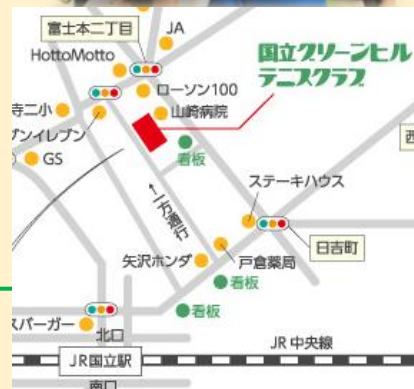 富士本二丁目
JA
HottoMotto
国立グリーンヒル
テニスクラブ
ローソン100
寺二小
山崎病院
ブンイレブン
GS
看板
西
ステーキハウス
←一方通行
日吉町
矢沢ホンダ
戸倉薬局
看板
看板
スバーガー
北口
JR 中央線
JR国立駅
南口